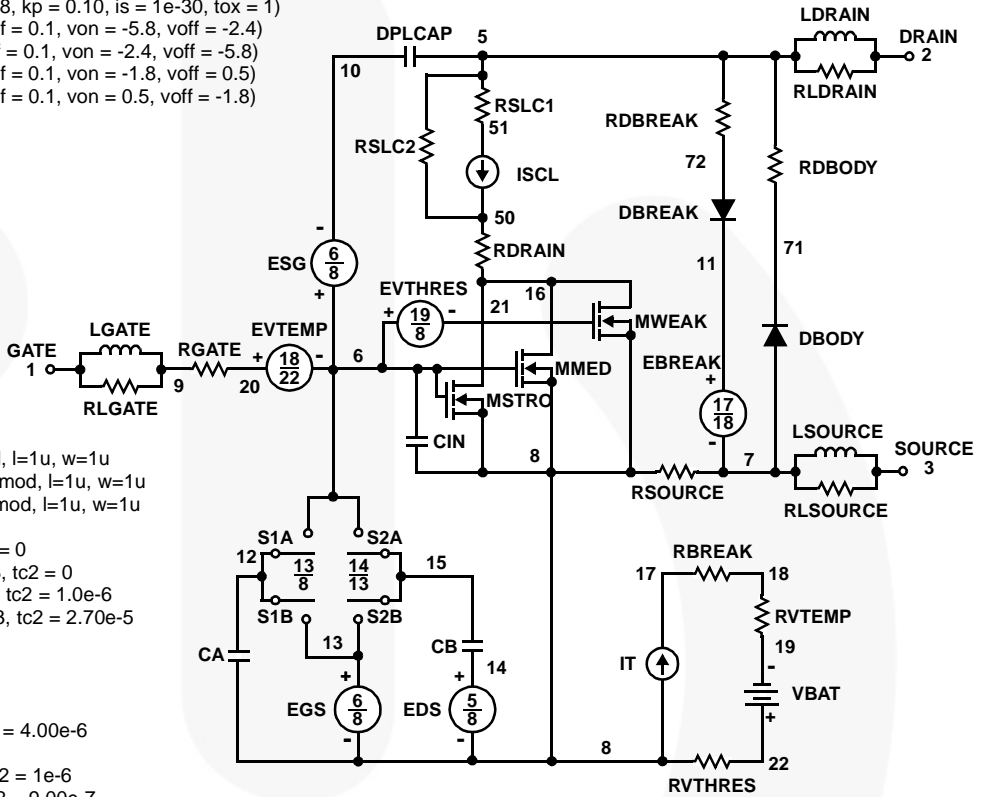 8, kp = 0.10, is = 1e-30, tox = 1)
f = 0.1, von = -5.8, voff = -2.4)
= 0.1, von = -2.4, voff = -5.8)
f = 0.1, von = -1.8, voff = 0.5)
f = 0.1, von = 0.5, voff = -1.8)
LDRAIN
DPLCAP
5
DRAIN
2
10
RLDRAIN
RSLC1
51
RDBREAK
RSLC2
72
ISCL
RDBODY
DBREAK
50
-
RDRAIN
71
ESG
6
8
11
+
EVTHRES
16
21
+
19
8
-
MWEAK
LGATE
EVTEMP
DBODY
GATE
1
RGATE
+
18
22
-
6
EBREAK
MMED
+
9
20
MSTRO
17
18
RLGATE
-
LSOURCE
CIN
8
7
SOURCE
3
RSOURCE
RLSOURCE
, l=1u, w=1u
mod, l=1u, w=1u
mod, l=1u, w=1u
= 0
, tc2 = 0
, tc2 = 1.0e-6
, tc2 = 2.70e-5
= 4.00e-6
2 = 1e-6
= 9.00e-7
S1A
S2A
12
13
8
14
13
15
S1B
S2B
13
CA
CB
+
+
14
EGS
6
8
EDS
5
8
-
-
8
RBREAK
17
18
RVTEMP
19
-
IT
VBAT
+
22
RVTHRES